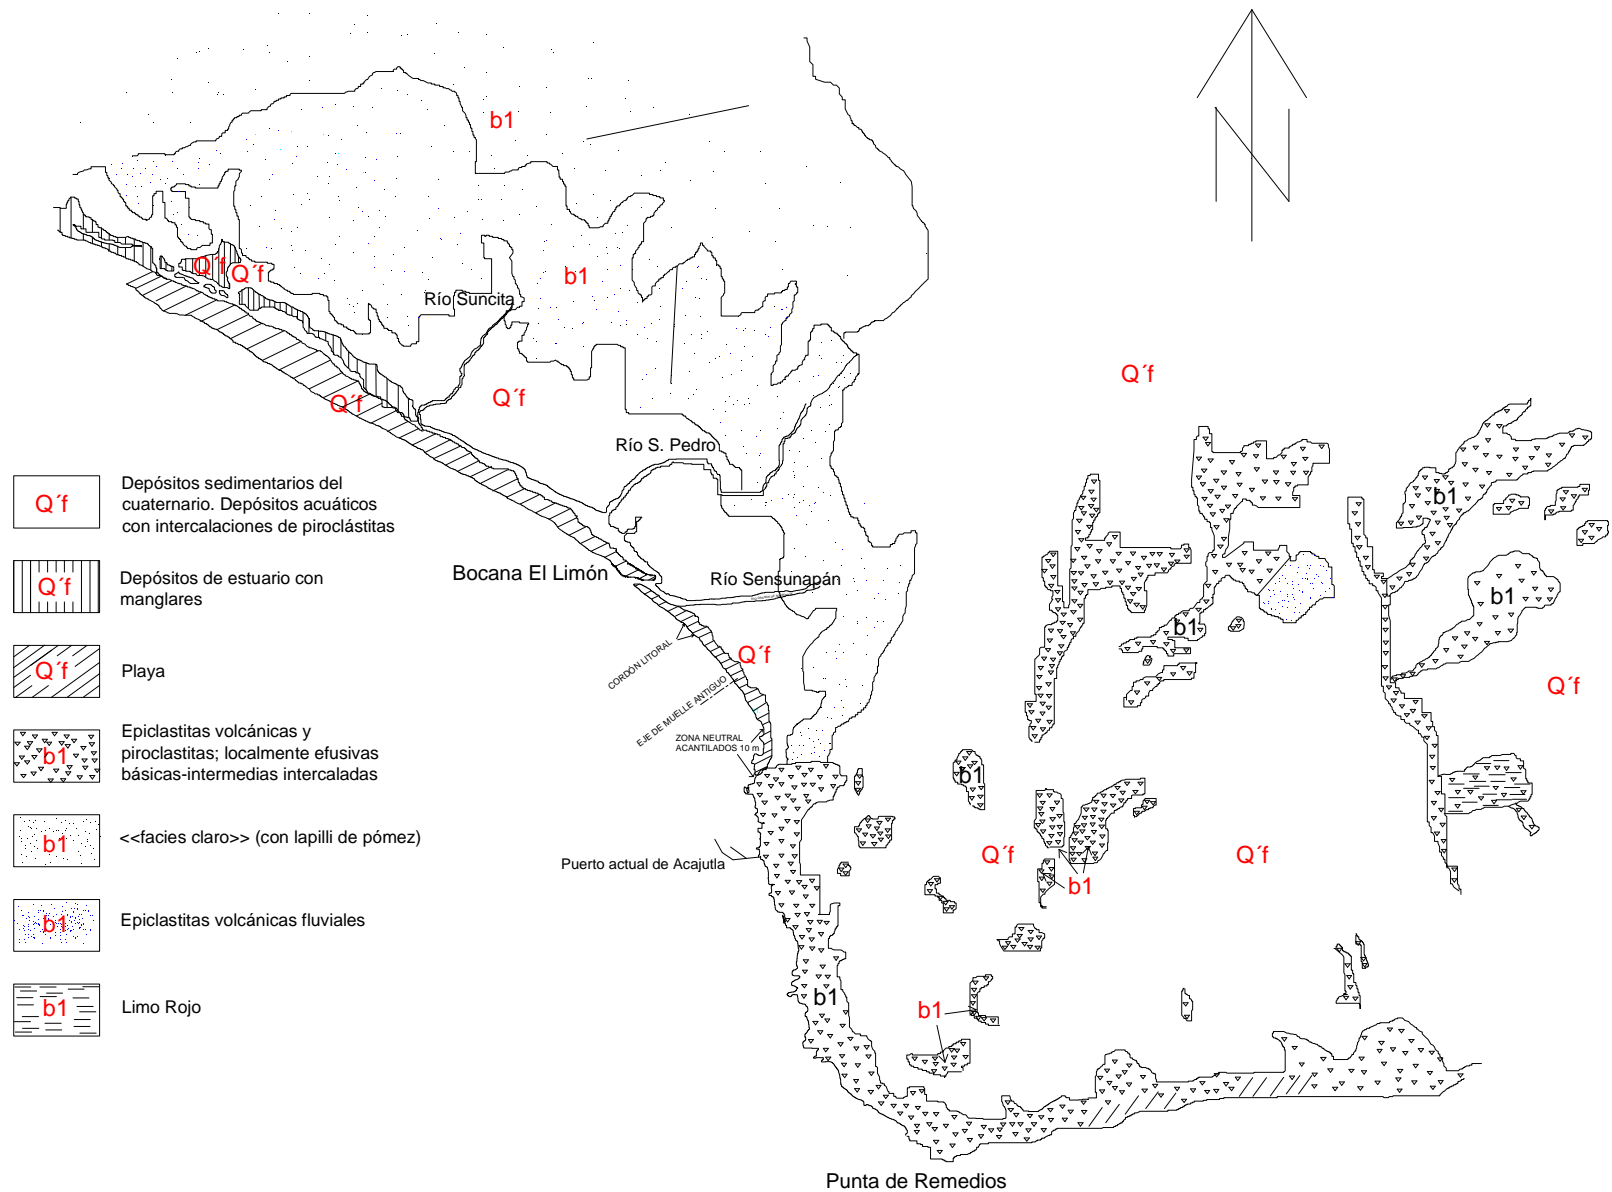 b1
N
b1
Q´f
Q´f
Río Suncita
Q´f
Q´f
Q´f
Río S. Pedro
Q´f
Depósitos sedimentarios del
cuaternario. Depósitos acuáticos
con intercalaciones de piroclástitas
b1
Bocana El Limón
Río Sensunapán
Q´f
Depósitos de estuario con
manglares
b1
b1
CORDÓN LITORAL
Q´f
Q´f
Playa
Q´f
EJE DE MUELLE ANTIGUO
ZONA NEUTRAL
ACANTILADOS 10 m
b1
Epiclastitas volcánicas y
piroclastitas; localmente efusivas
básicas-intermedias intercaladas
b1
b1
<<facies claro>> (con lapilli de pómez)
Puerto actual de Acajutla
Q´f
Q´f
b1
b1
Epiclastitas volcánicas fluviales
b1
Limo Rojo
b1
b1
Punta de Remedios